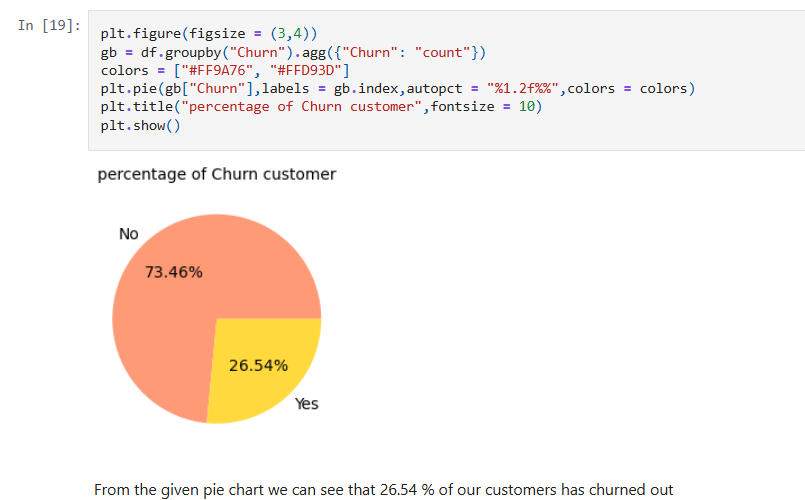 In [19]:
plt.figure(figsize = (3,4))
gb = df.groupby("Churn").agg({"Churn": "count"})
colors = ["#FF9A76", "#FFD93D"]
plt.pie(gb["Churn"],labels = gb.index,autopct = "%1.2f%%",colors = colors)
plt.title("percentage of Churn customer",fontsize = 10)
plt.show()
percentage of Churn customer
No
73.46%
26.54%
Yes
From the given pie chart we can see that 26.54 % of our customers has churned out